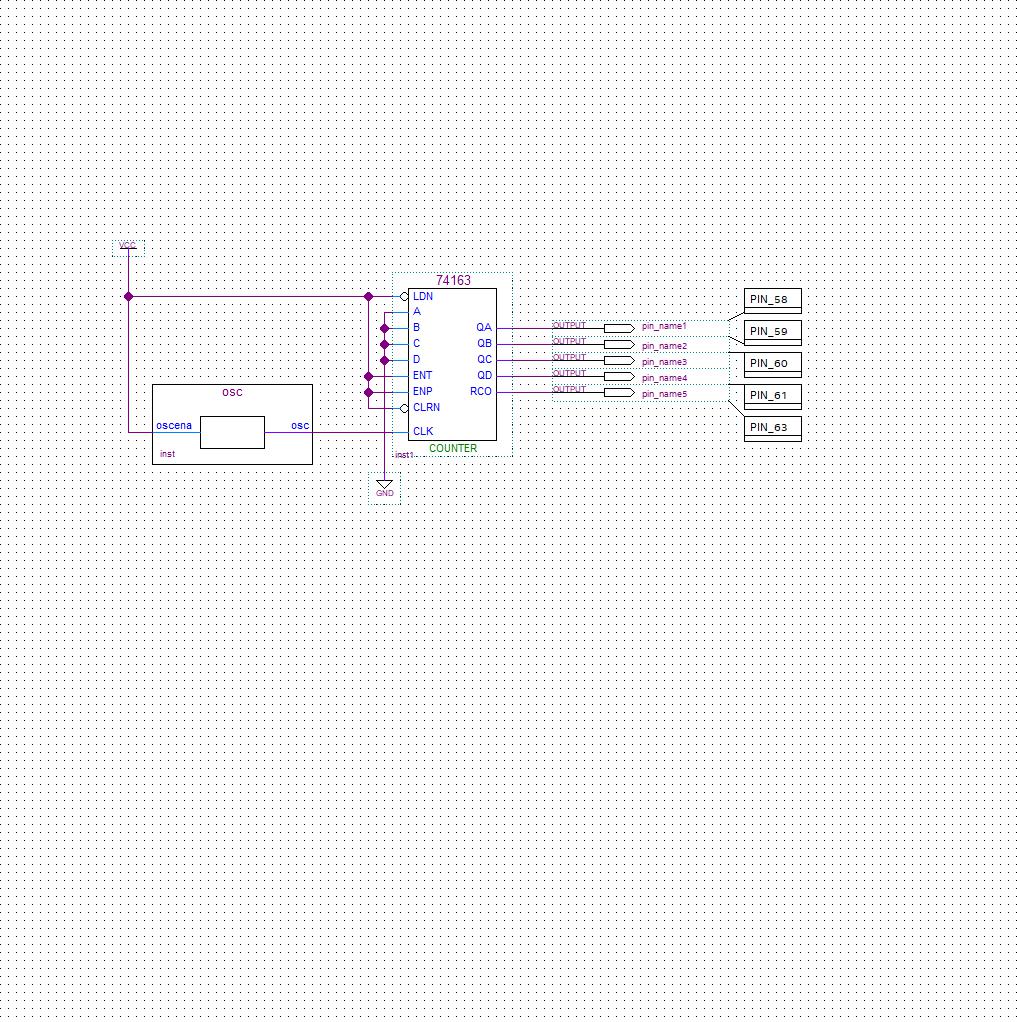 VCC
74163
LDN
A
B
C
D
ENT
ENP
CLRN
CLK
QA
QB
QC
QD
RCO
COUNTER
inst1
GND
osc
oscena
osc
inst
OUTPUT
pin_name1
OUTPUT
pin_name2
OUTPUT
pin_name3
OUTPUT
pin_name4
OUTPUT
pin_name5
PIN_58
PIN_59
PIN_60
PIN_61
PIN_63